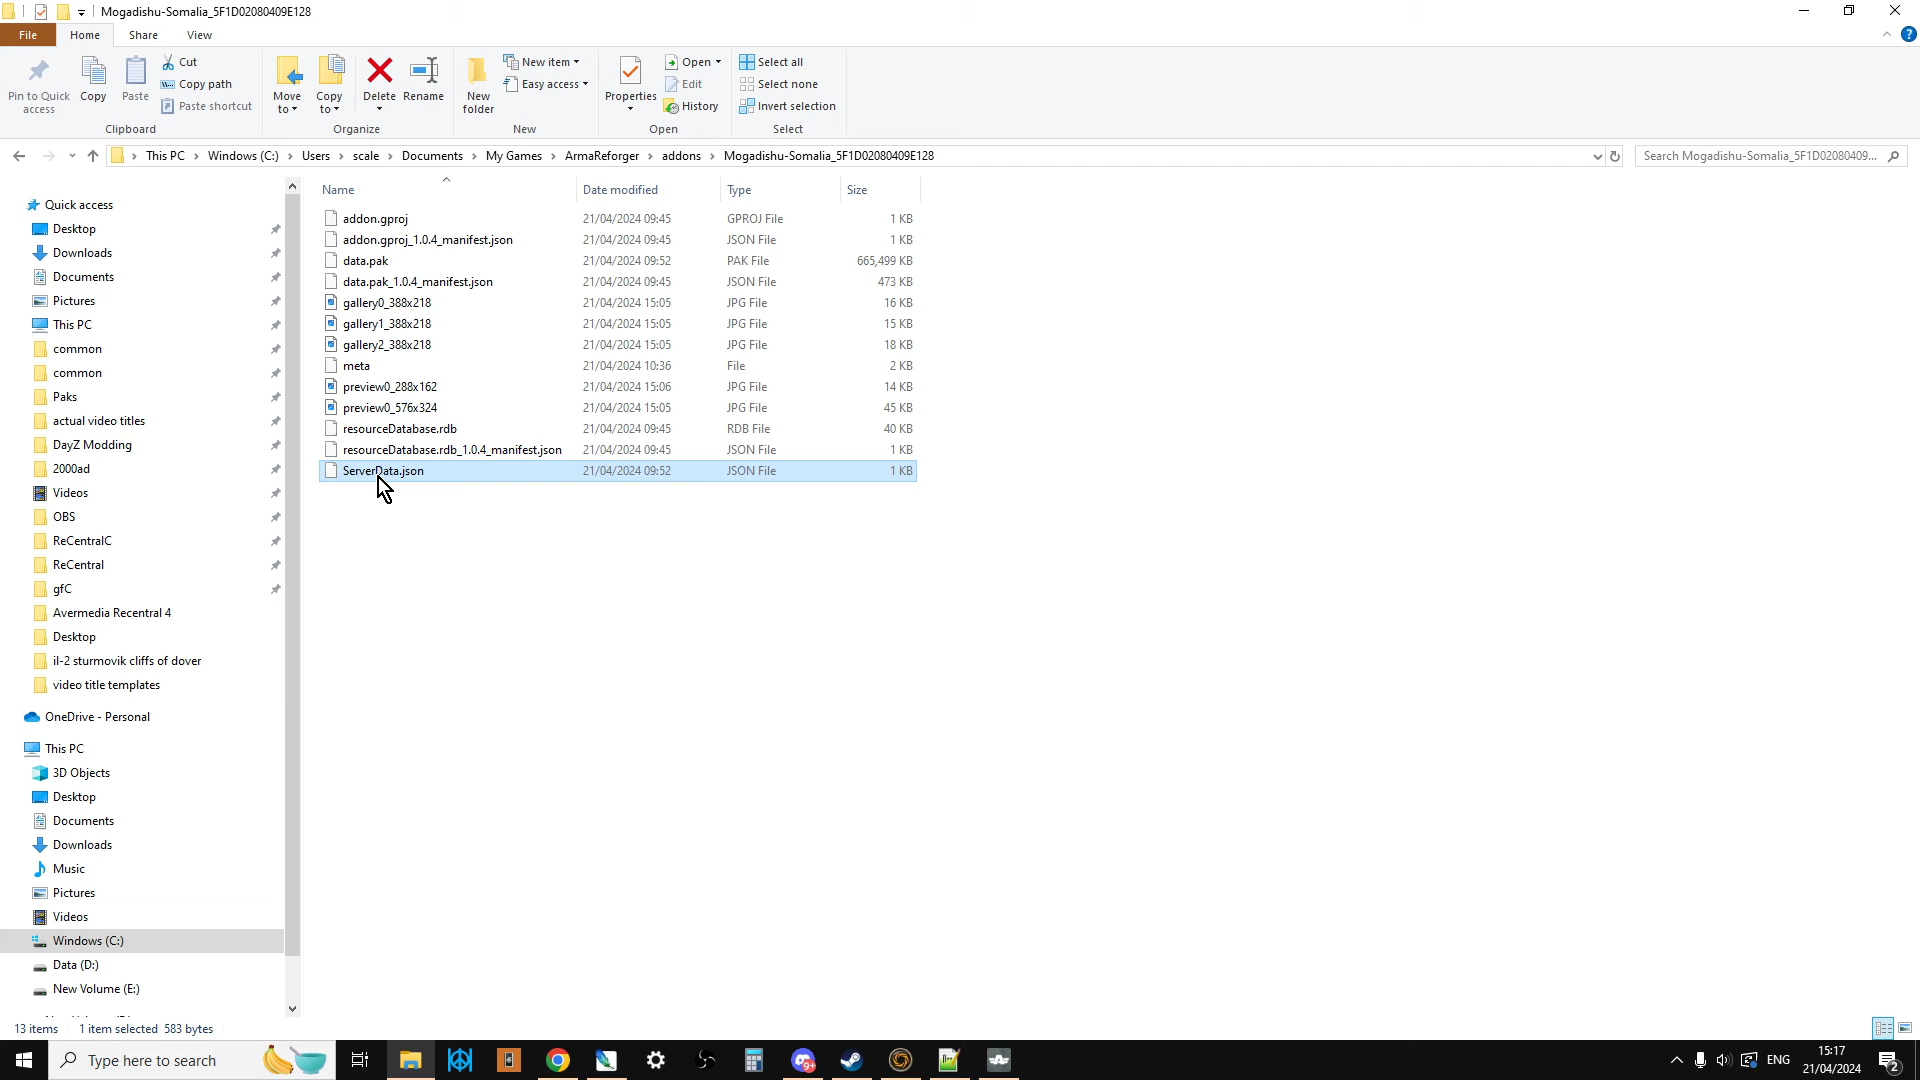 Mogadishu-Somalia_5F1D02080409E128
File Home Share View
Pin to Quick access
Copy
Paste
Cut
Copy path
Paste shortcut
Clipboard
Move to
Copy to
Delete
Rename
Organize
New folder
New item
Easy access
New
Properties
Open
Edit
History
Open
Select all
Select none
Invert selection
Select
This PC Windows (C:) Users scale Documents My Games ArmaReforger addons Mogadishu-Somalia_5F1D02080409E128
Search Mogadishu-Somalia_5F1D02080409...
Quick access
Desktop
Downloads
Documents
Pictures
This PC
common
common
Paks
actual video titles
DayZ Modding
2000ad
Videos
OBS
ReCentralC
ReCentral
gfC
Avermedia Recentral 4
Desktop
il-2 sturmovik cliffs of dover
video title templates
OneDrive - Personal
This PC
3D Objects
Desktop
Documents
Downloads
Music
Pictures
Videos
Windows (C:)
Data (D:)
New Volume (E:)
Name Date modified Type Size
addon.gproj 21/04/2024 09:45 GPROJ File 1 KB
addon.gproj_1.0.4_manifest.json 21/04/2024 09:45 JSON File 1 KB
data.pak 21/04/2024 09:52 PAK File 665,499 KB
data.pak_1.0.4_manifest.json 21/04/2024 09:45 JSON File 473 KB
gallery0_388x218 21/04/2024 15:05 JPG File 16 KB
gallery1_388x218 21/04/2024 15:05 JPG File 15 KB
gallery2_388x218 21/04/2024 15:05 JPG File 18 KB
meta 21/04/2024 10:36 File 2 KB
preview0_288x162 21/04/2024 15:06 JPG File 14 KB
preview0_576x324 21/04/2024 15:05 JPG File 45 KB
resourceDatabase.rdb 21/04/2024 09:45 RDB File 40 KB
resourceDatabase.rdb_1.0.4_manifest.json 21/04/2024 09:45 JSON File 1 KB
ServerData.json 21/04/2024 09:52 JSON File 1 KB
13 items 1 item selected 583 bytes
Type here to search
9+
ENG
15:17
21/04/2024
2